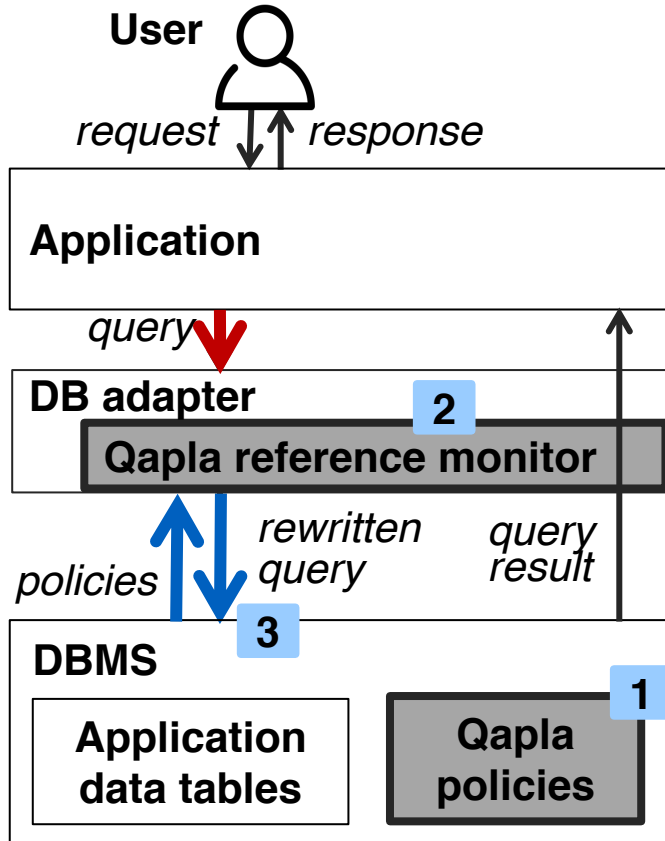 User
request
response
Application
query
DB adapter
2
Qapla reference monitor
policies
rewritten
query
query
result
3
DBMS
1
Application
data tables
Qapla
policies